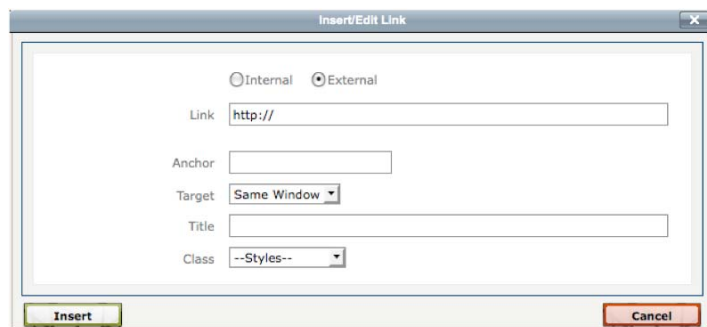 Insert/Edit Link
Internal External
Link http://
Anchor
Target Same Window
Title
Class --Styles--
Insert Cancel